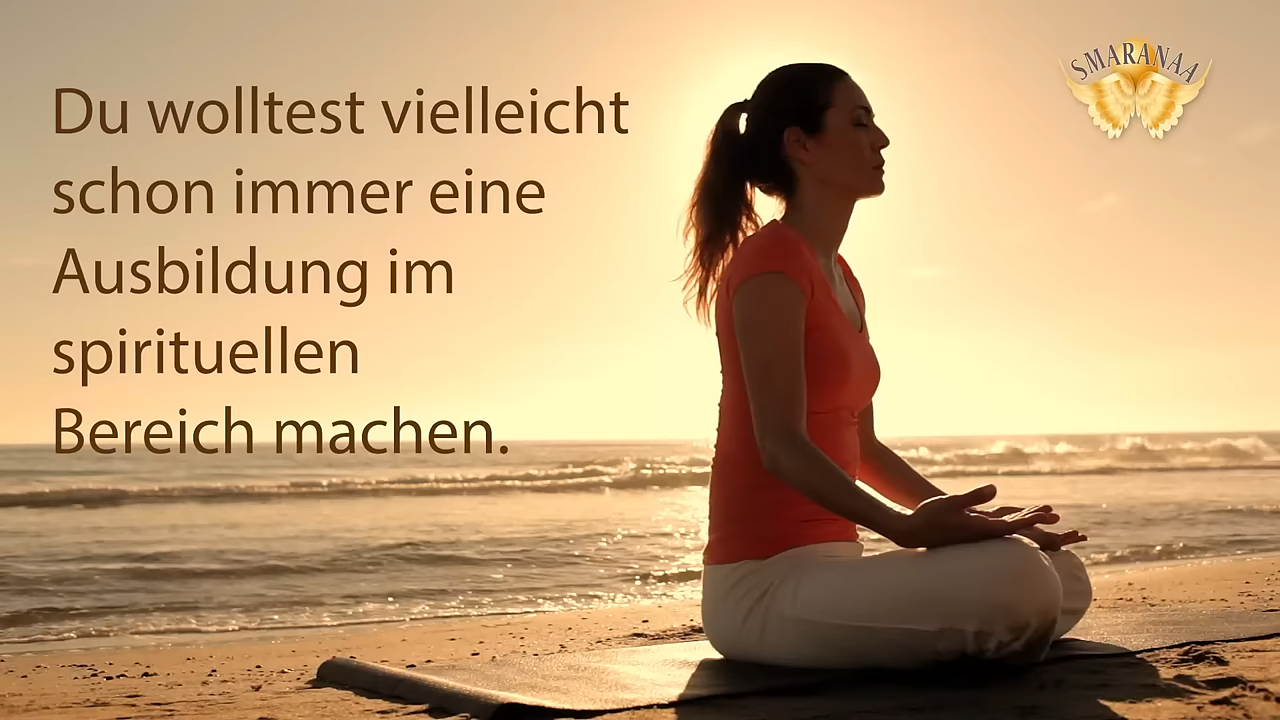 SMARANAA
Du wolltest vielleicht
schon immer eine
Ausbildung im
spirituellen
Bereich machen.